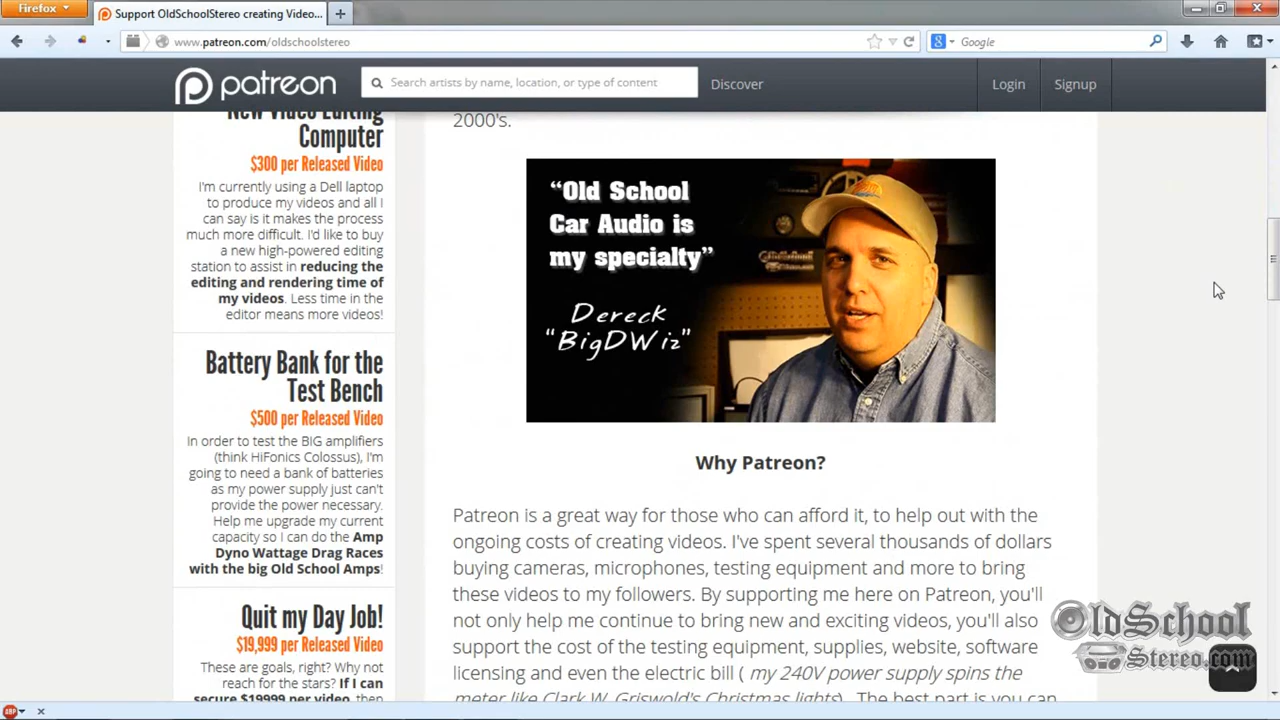 Firefox
Support OldSchoolStereo creating Video...
www.patreon.com/oldschoolstereo
Google
patreon
Search artists by name, location, or type of content
Discover
Login
Signup
New Video Editing
Computer
$300 per Released Video
I'm currently using a Dell laptop
to produce my videos and all I
can say is it makes the process
much more difficult. I'd like to buy
a new high-powered editing
station to assist in reducing the
editing and rendering time of
my videos. Less time in the
editor means more videos!
Battery Bank for the
Test Bench
$500 per Released Video
In order to test the BIG amplifiers
(think HiFonics Colossus), I'm
going to need a bank of batteries
as my power supply just can't
provide the power necessary.
Help me upgrade my current
capacity so I can do the Amp
Dyno Wattage Drag Races
with the big Old School Amps!
Quit my Day Job!
$19,999 per Released Video
These are goals, right? Why not
reach for the stars? If I can
secure $19999 per video, then
2000's.
“Old School
Car Audio is
my specialty”
Dereck
“BigDWiz”
Why Patreon?
Patreon is a great way for those who can afford it, to help out with the
ongoing costs of creating videos. I've spent several thousands of dollars
buying cameras, microphones, testing equipment and more to bring
these videos to my followers. By supporting me here on Patreon, you'll
not only help me continue to bring new and exciting videos, you'll also
support the cost of the testing equipment, supplies, website, software
licensing and even the electric bill ( my 240V power supply spins the
meter like Clark W. Griswold's Christmas lights). The best part is you can
OldSchool
Stereo.com
ABP